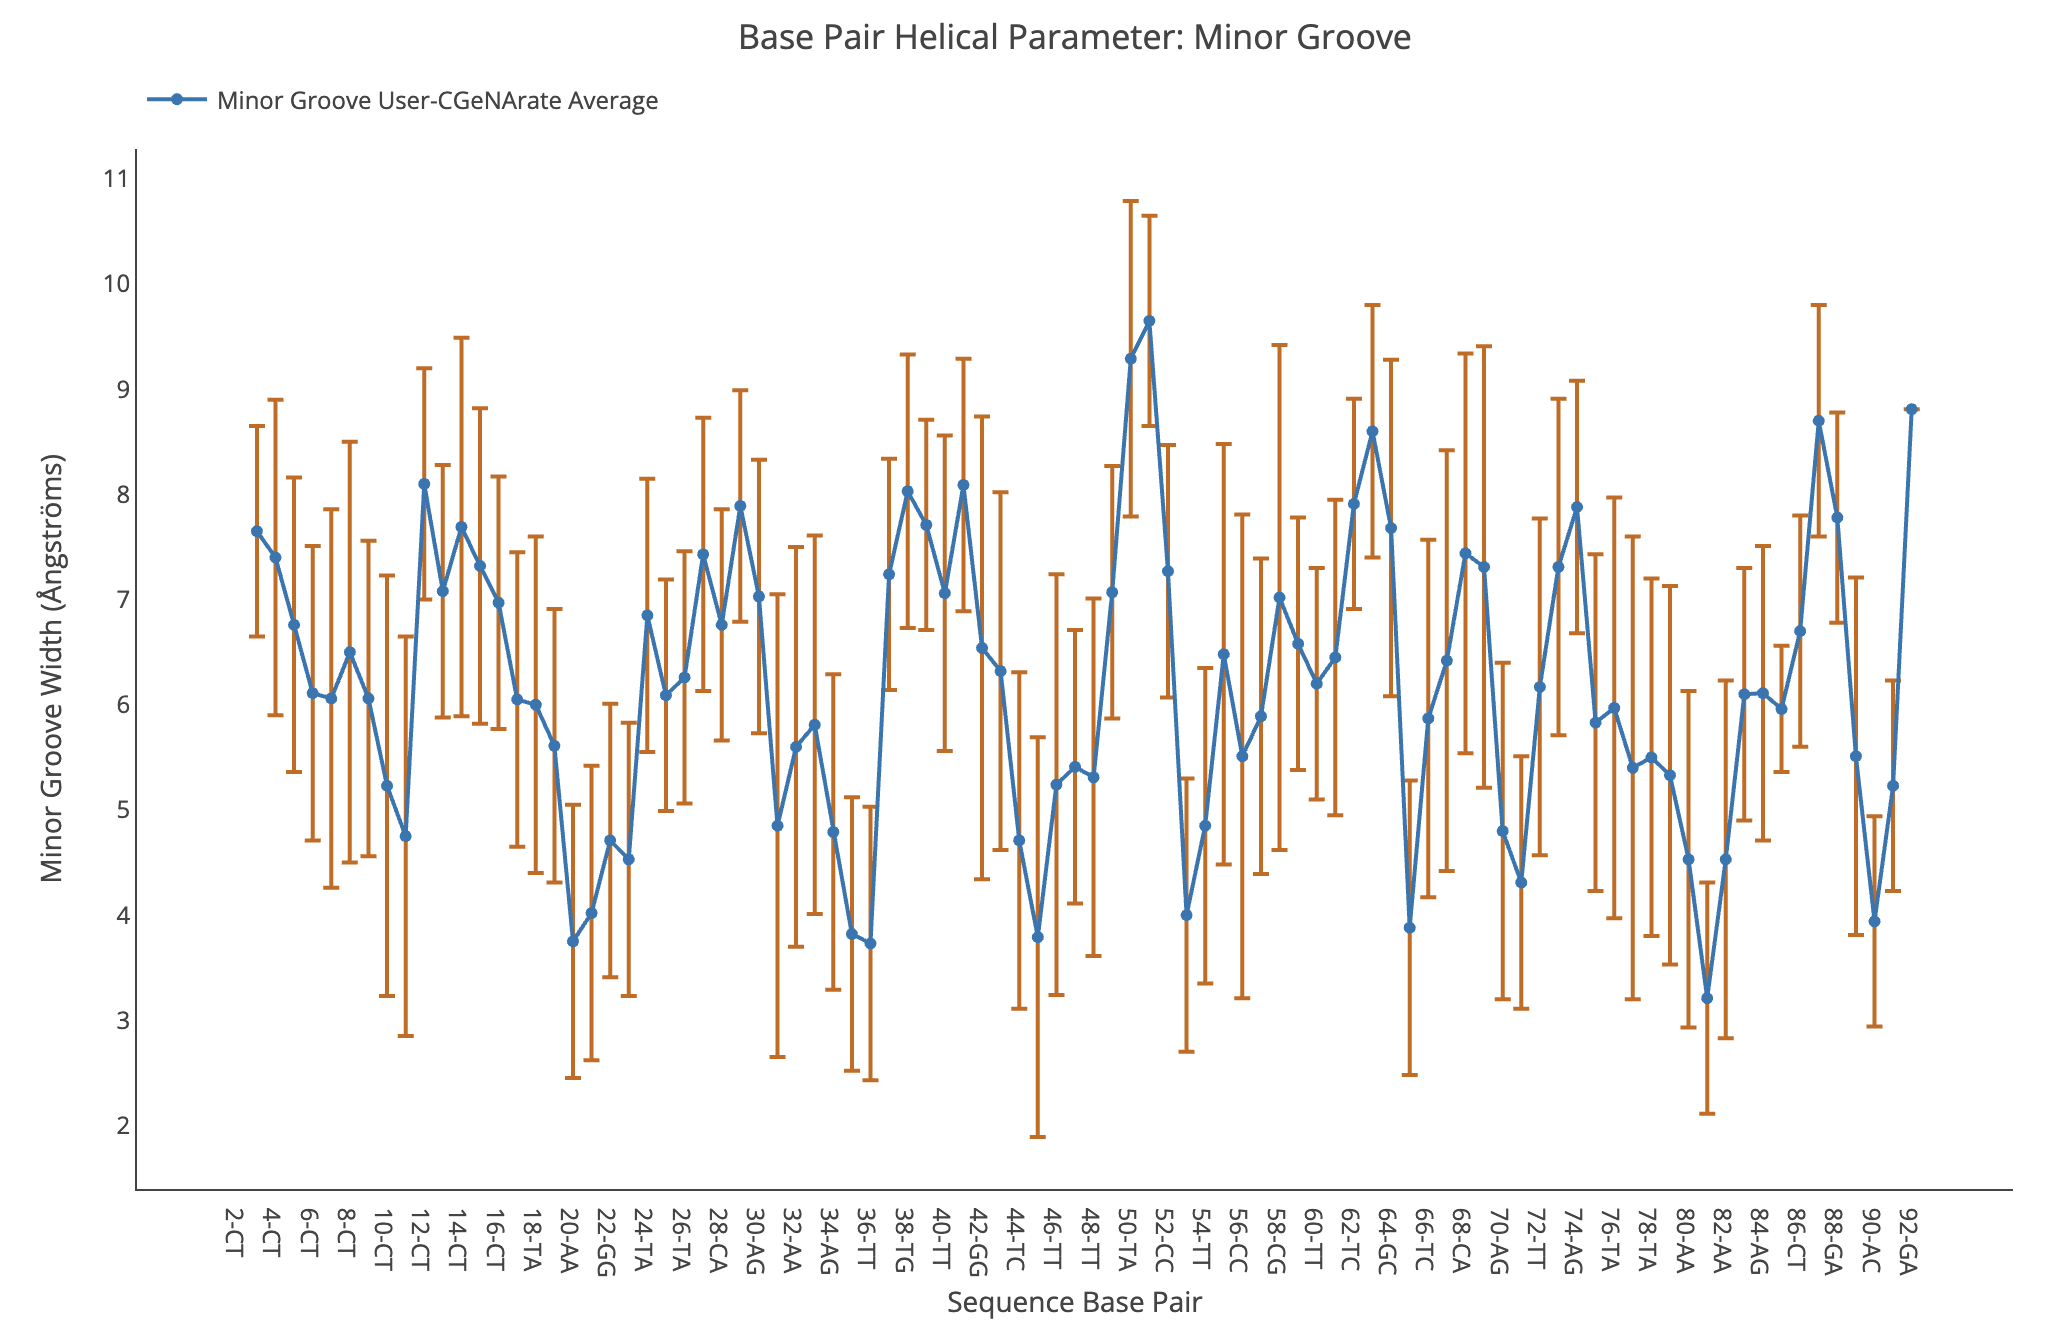 Base Pair Helical Parameter: Minor Groove
Minor Groove User-CGeNArate Average
Minor Groove Width (Ångströms)
11
10
9
8
7
6
5
4
3
2
2-CT
4-CT
6-CT
8-CT
10-CT
12-CT
14-CT
16-CT
18-TA
20-AA
22-GG
24-TA
26-TA
28-CA
30-AG
32-AA
34-AG
36-TT
38-TG
40-TT
42-GG
44-TC
46-TT
48-TT
50-TA
52-CC
54-TT
56-CC
58-CG
60-TT
62-TC
64-GC
66-TC
68-CA
70-AG
72-TT
74-AG
76-TA
78-TA
80-AA
82-AA
84-AG
86-CT
88-GA
90-AC
92-GA
Sequence Base Pair